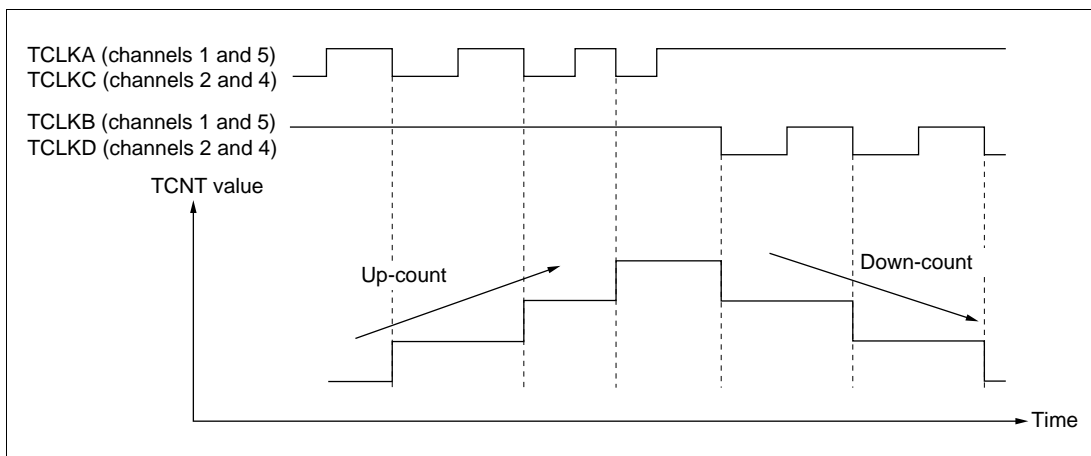 TCLKA (channels 1 and 5)
TCLKC (channels 2 and 4)
TCLKB (channels 1 and 5)
TCLKD (channels 2 and 4)
TCNT value
Up-count
Down-count
Time